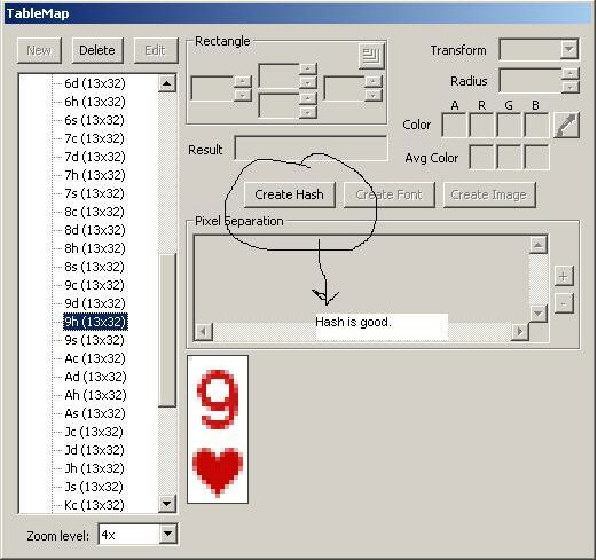 TableMap
New Delete Edit
6d (13x32)
6h (13x32)
6s (13x32)
7c (13x32)
7d (13x32)
7h (13x32)
7s (13x32)
8c (13x32)
8d (13x32)
8h (13x32)
8s (13x32)
9c (13x32)
9d (13x32)
9h (13x32)
9s (13x32)
Ac (13x32)
Ad (13x32)
Ah (13x32)
As (13x32)
Jc (13x32)
Jd (13x32)
Jh (13x32)
Js (13x32)
Kc (13x32)
Zoom level: 4x
Rectangle
Transform
Radius
A R G B
Color
Avg Color
Result
Create Hash Create Font Create Image
Pixel Separation
+
-
Hash is good.
9